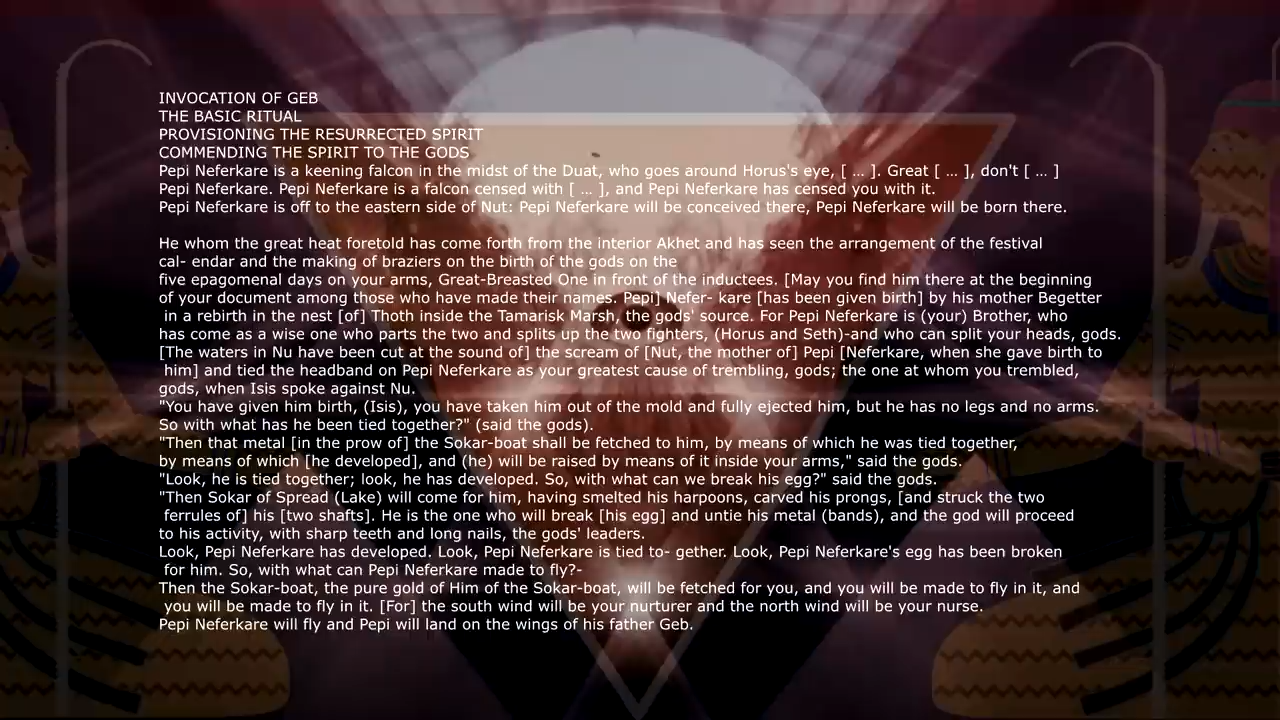 INVOCATION OF GEB
THE BASIC RITUAL
PROVISIONING THE RESURRECTED SPIRIT
COMMENDING THE SPIRIT TO THE GODS
Pepi Neferkare is a keening falcon in the midst of the Duat, who goes around Horus's eye, [ ... ]. Great [ ... ], don't [ ... ]
Pepi Neferkare. Pepi Neferkare is a falcon censed with [ ... ], and Pepi Neferkare has censed you with it.
Pepi Neferkare is off to the eastern side of Nut: Pepi Neferkare will be conceived there, Pepi Neferkare will be born there.

He whom the great heat foretold has come forth from the interior Akhet and has seen the arrangement of the festival
cal- endar and the making of braziers on the birth of the gods on the
five epagomenal days on your arms, Great-Breasted One in front of the inductees. [May you find him there at the beginning
of your document among those who have made their names. Pepi] Nefer- kare [has been given birth] by his mother Begetter
in a rebirth in the nest [of] Thoth inside the Tamarisk Marsh, the gods' source. For Pepi Neferkare is (your) Brother, who
has come as a wise one who parts the two and splits up the two fighters, (Horus and Seth)-and who can split your heads, gods.
[The waters in Nu have been cut at the sound of] the scream of [Nut, the mother of] Pepi [Neferkare, when she gave birth to
him] and tied the headband on Pepi Neferkare as your greatest cause of trembling, gods; the one at whom you trembled,
gods, when Isis spoke against Nu.
"You have given him birth, (Isis), you have taken him out of the mold and fully ejected him, but he has no legs and no arms.
So with what has he been tied together?" (said the gods).
"Then that metal [in the prow of] the Sokar-boat shall be fetched to him, by means of which he was tied together,
by means of which [he developed], and (he) will be raised by means of it inside your arms," said the gods.
"Look, he is tied together; look, he has developed. So, with what can we break his egg?" said the gods.
"Then Sokar of Spread (Lake) will come for him, having smelted his harpoons, carved his prongs, [and struck the two
ferrules of] his [two shafts]. He is the one who will break [his egg] and untie his metal (bands), and the god will proceed
to his activity, with sharp teeth and long nails, the gods' leaders.
Look, Pepi Neferkare has developed. Look, Pepi Neferkare is tied to- gether. Look, Pepi Neferkare's egg has been broken
for him. So, with what can Pepi Neferkare made to fly?-
Then the Sokar-boat, the pure gold of Him of the Sokar-boat, will be fetched for you, and you will be made to fly in it, and
you will be made to fly in it. [For] the south wind will be your nurturer and the north wind will be your nurse.
Pepi Neferkare will fly and Pepi will land on the wings of his father Geb.